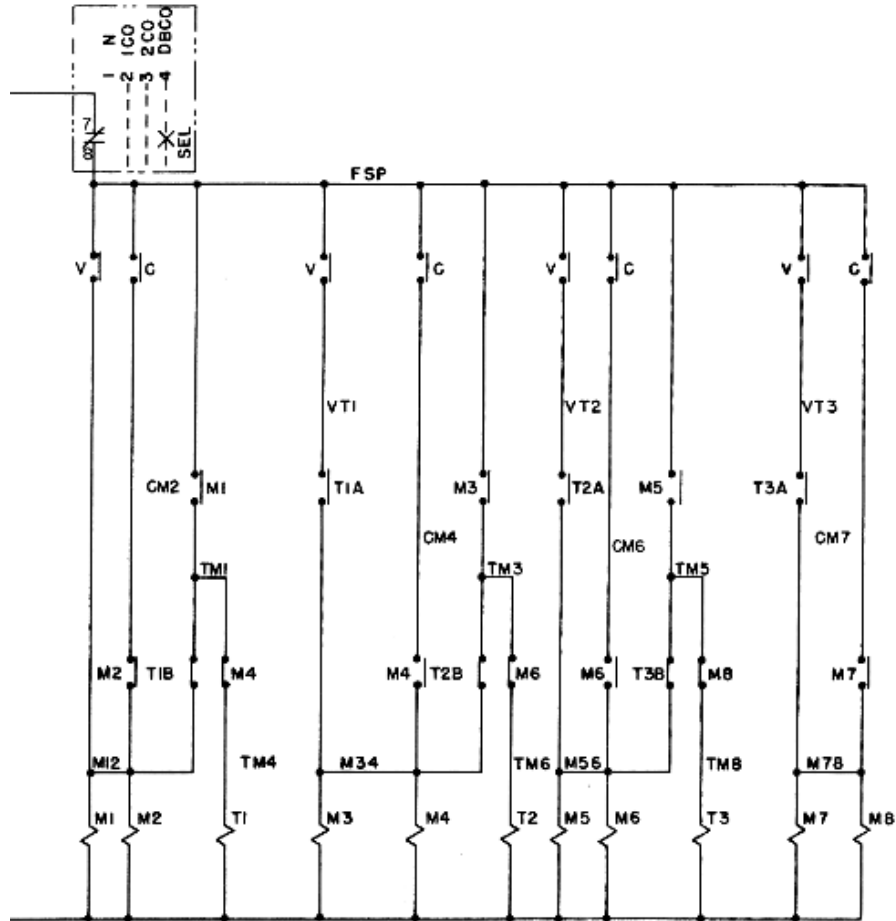 1 N
2 1CO
3 2CO
4 DBCO
7
SEL
FSP
V C V C V C V C
VT1 VT2 VT3
CM2 M1 T1A M3 T2A M5 T3A
CM4 CM6 CM7
TM1 TM3 TM5
M2 T1B M4 M4 T2B M6 M6 T3B M8 M7
M12 TM4 M34 TM6 M56 TM8 M78
M1 M2 T1 M3 M4 T2 M5 M6 T3 M7 M8